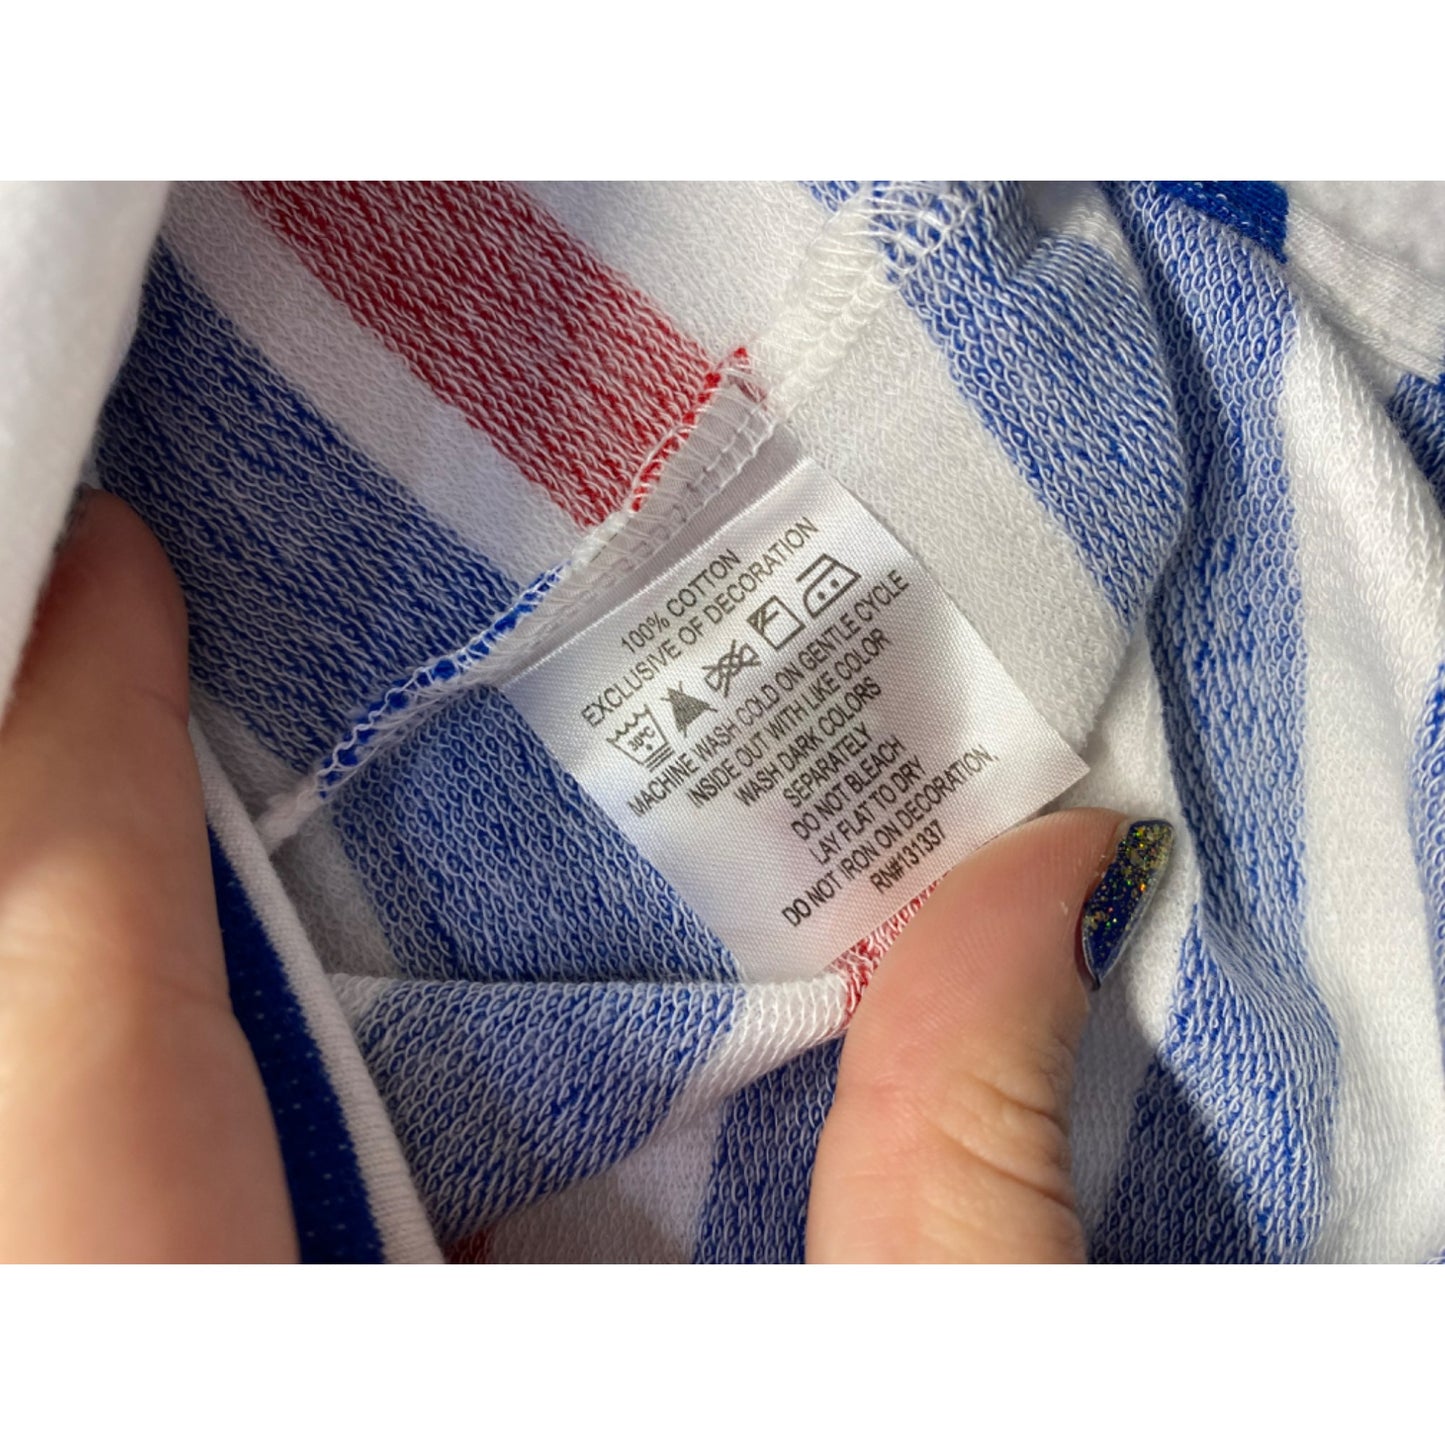 100% COTTON
EXCLUSIVE OF DECORATION
30°C
MACHINE WASH COLD ON GENTLE CYCLE
INSIDE OUT WITH LIKE COLOR
WASH DARK COLORS
SEPARATELY
DO NOT BLEACH
LAY FLAT TO DRY
DO NOT IRON ON DECORATION.
RN#131337